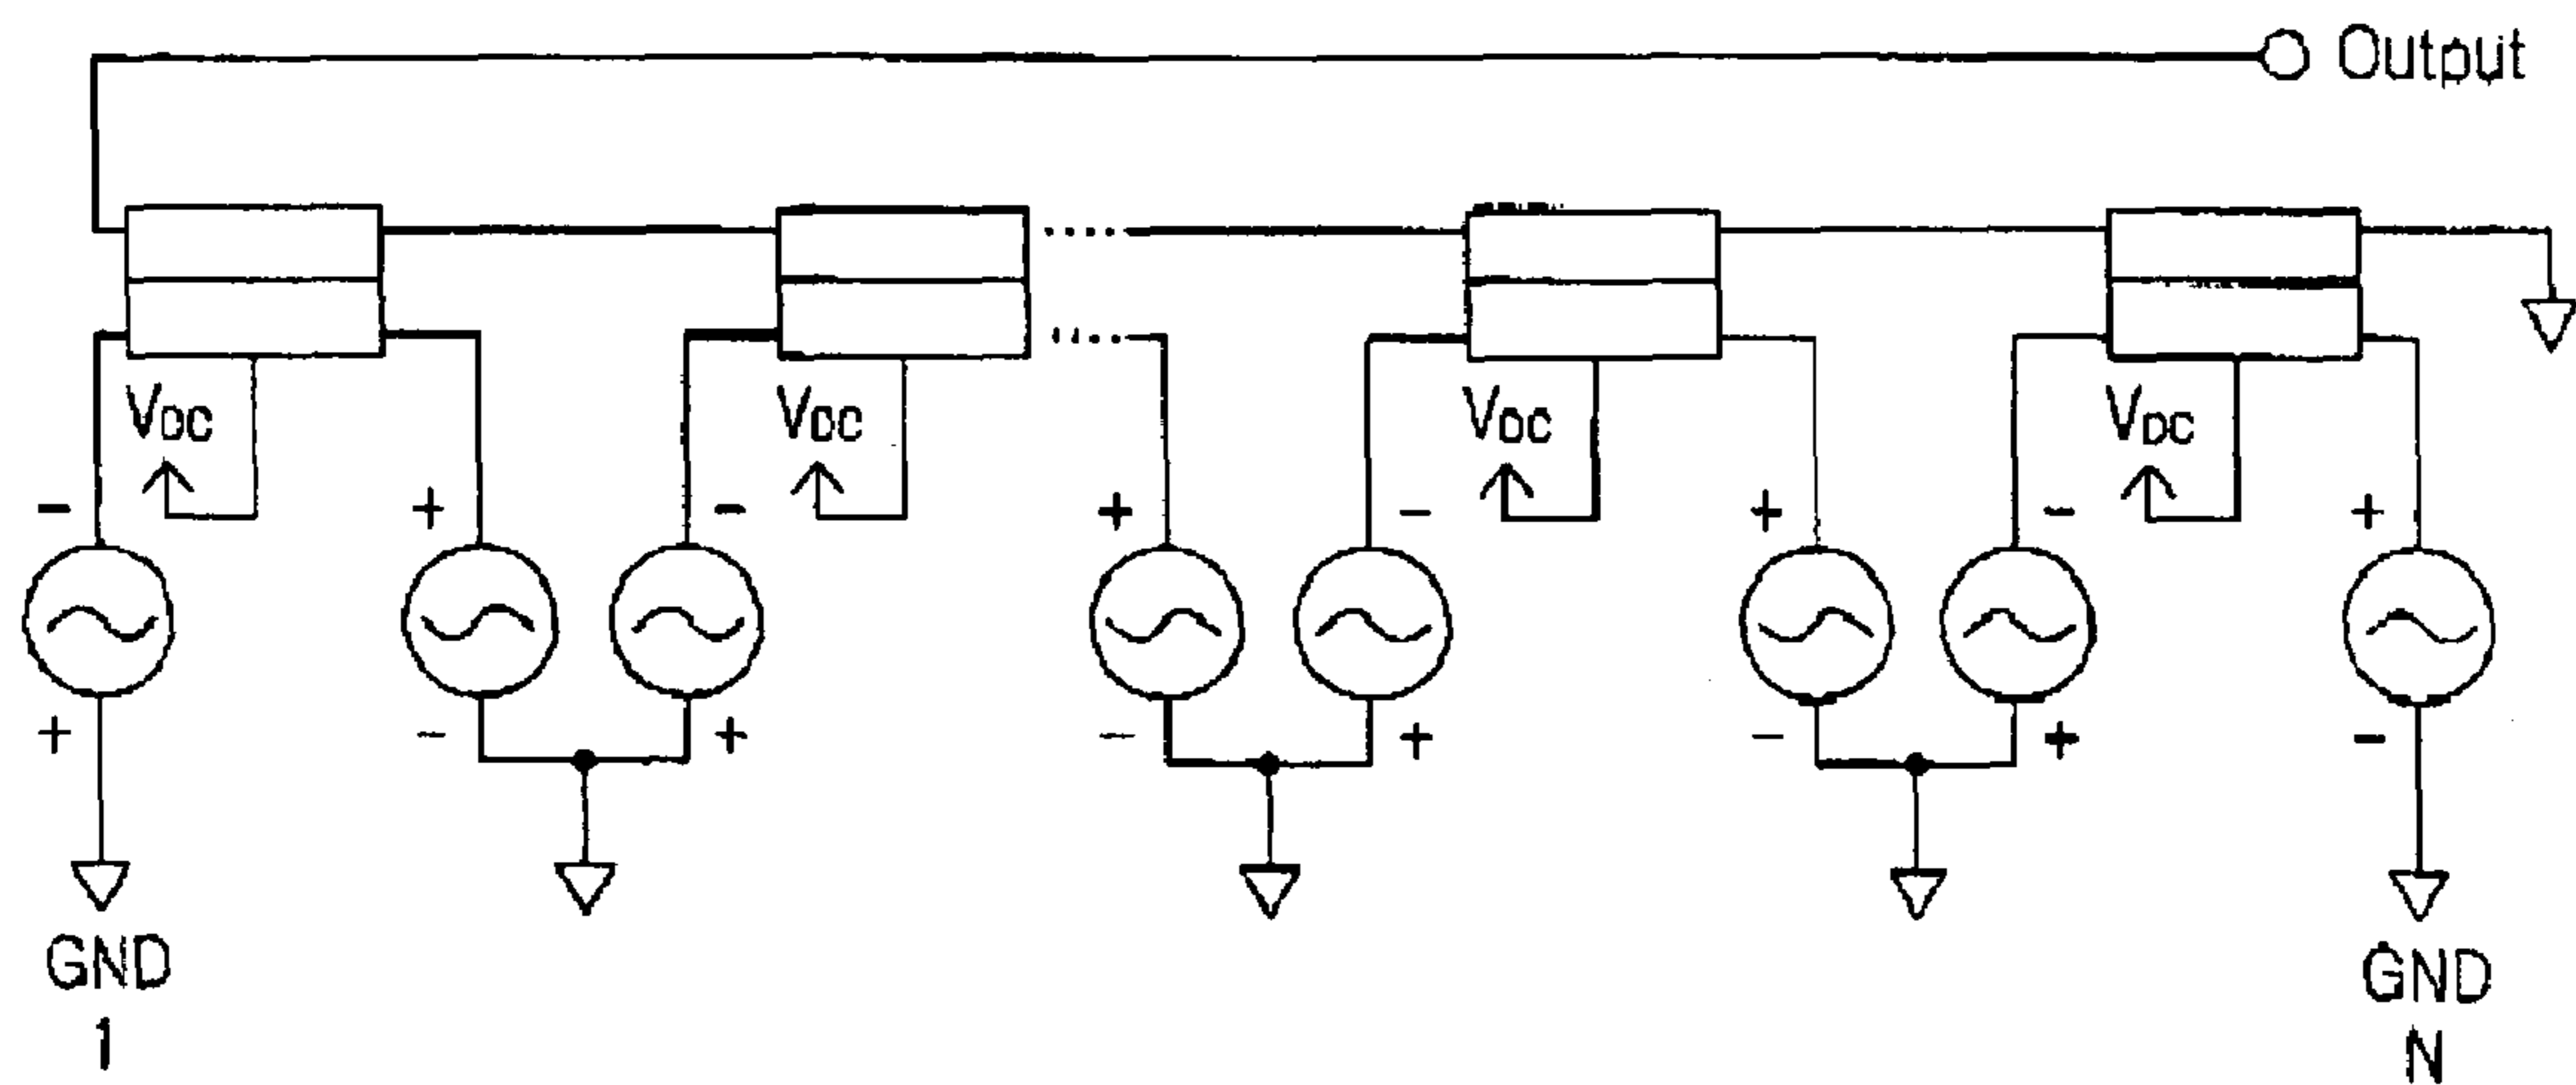 Output
VDC VDC VDC VDC
- + - + - + - +
+ - + - + - + -
GND GND
1 N